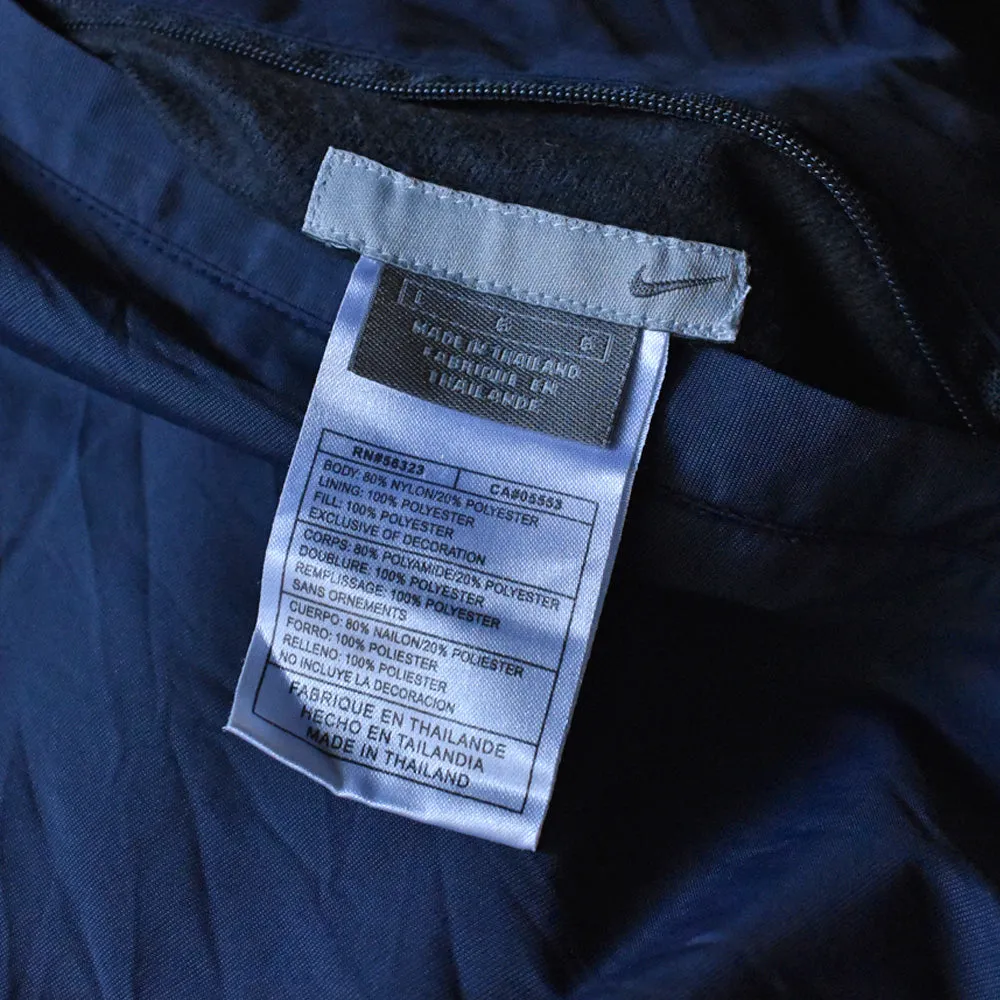 MADE IN THAILAND
FABRIQUE EN
THAILANDE
RN#56323
CA#05553
BODY: 80% NYLON/20% POLYESTER
LINING: 100% POLYESTER
FILL: 100% POLYESTER
EXCLUSIVE OF DECORATION
CORPS: 80% POLYAMIDE/20% POLYESTER
DOUBLURE: 100% POLYESTER
REMPLISSAGE: 100% POLYESTER
SANS ORNEMENTS
CUERPO: 80% NAILON/20% POLIESTER
FORRO: 100% POLIESTER
RELLENO: 100% POLIESTER
NO INCLUYE LA DECORACION
FABRIQUE EN THAILANDE
HECHO EN TAILANDIA
MADE IN THAILAND